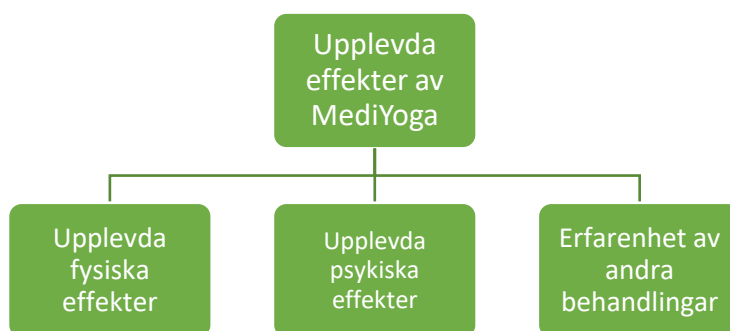 Upplevda
effekter av
MediYoga
Upplevda
fysiska
effekter
Upplevda
psykiska
effekter
Erfarenhet av
andra
behandlingar